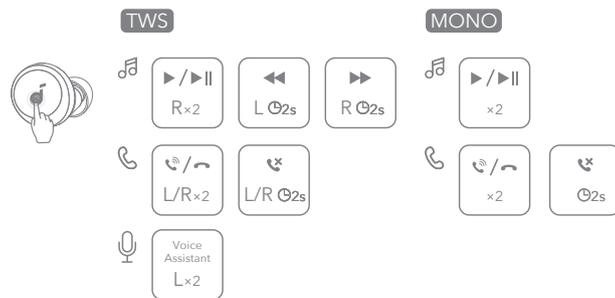 TWS
MONO
R×2
L 2s
R 2s
×2
L/R×2
L/R 2s
×2
2s
Voice
Assistant
L×2